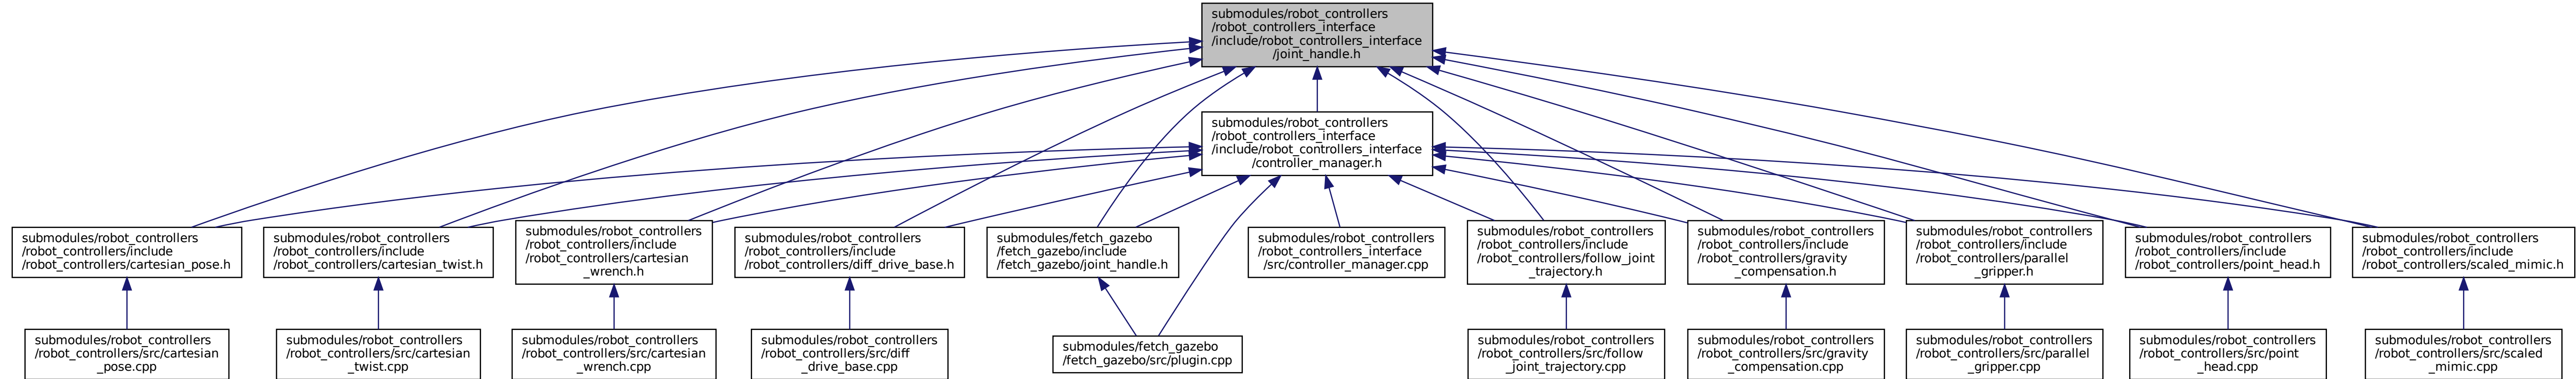 submodules/robot_controllers
/robot_controllers_interface
/include/robot_controllers_interface
/joint_handle.h
submodules/robot_controllers
/robot_controllers_interface
/include/robot_controllers_interface
/controller_manager.h
submodules/robot_controllers
/robot_controllers/include
/robot_controllers/cartesian_pose.h
submodules/robot_controllers
/robot_controllers/include
/robot_controllers/cartesian_twist.h
submodules/robot_controllers
/robot_controllers/include
/robot_controllers/cartesian
_wrench.h
submodules/robot_controllers
/robot_controllers/include
/robot_controllers/diff_drive_base.h
submodules/fetch_gazebo
/fetch_gazebo/include
/fetch_gazebo/joint_handle.h
submodules/robot_controllers
/robot_controllers_interface
/src/controller_manager.cpp
submodules/robot_controllers
/robot_controllers/include
/robot_controllers/follow_joint
_trajectory.h
submodules/robot_controllers
/robot_controllers/include
/robot_controllers/gravity
_compensation.h
submodules/robot_controllers
/robot_controllers/include
/robot_controllers/parallel
_gripper.h
submodules/robot_controllers
/robot_controllers/include
/robot_controllers/point_head.h
submodules/robot_controllers
/robot_controllers/include
/robot_controllers/scaled_mimic.h
submodules/robot_controllers
/robot_controllers/src/cartesian
_pose.cpp
submodules/robot_controllers
/robot_controllers/src/cartesian
_twist.cpp
submodules/robot_controllers
/robot_controllers/src/cartesian
_wrench.cpp
submodules/robot_controllers
/robot_controllers/src/diff
_drive_base.cpp
submodules/fetch_gazebo
/fetch_gazebo/src/plugin.cpp
submodules/robot_controllers
/robot_controllers/src/follow
_joint_trajectory.cpp
submodules/robot_controllers
/robot_controllers/src/gravity
_compensation.cpp
submodules/robot_controllers
/robot_controllers/src/parallel
_gripper.cpp
submodules/robot_controllers
/robot_controllers/src/point
_head.cpp
submodules/robot_controllers
/robot_controllers/src/scaled
_mimic.cpp